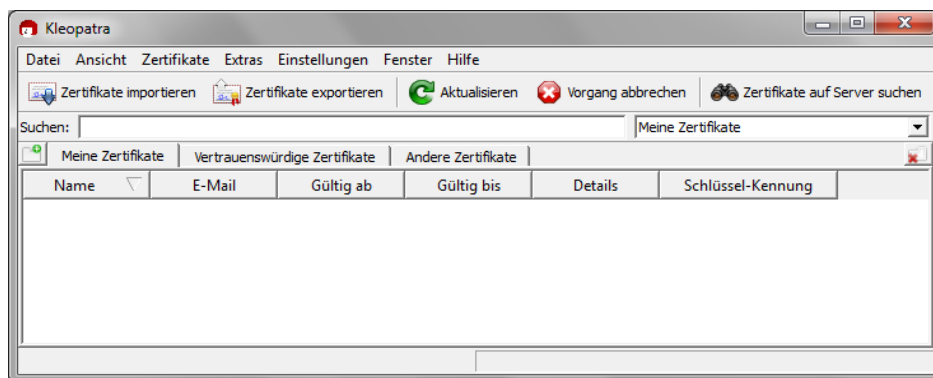 Kleopatra
Datei Ansicht Zertifikate Extras Einstellungen Fenster Hilfe
Zertifikate importieren Zertifikate exportieren Aktualisieren Vorgang abbrechen Zertifikate auf Server suchen
Suchen: Meine Zertifikate
Meine Zertifikate Vertrauenswürdige Zertifikate Andere Zertifikate
Name E-Mail Gültig ab Gültig bis Details Schlüssel-Kennung